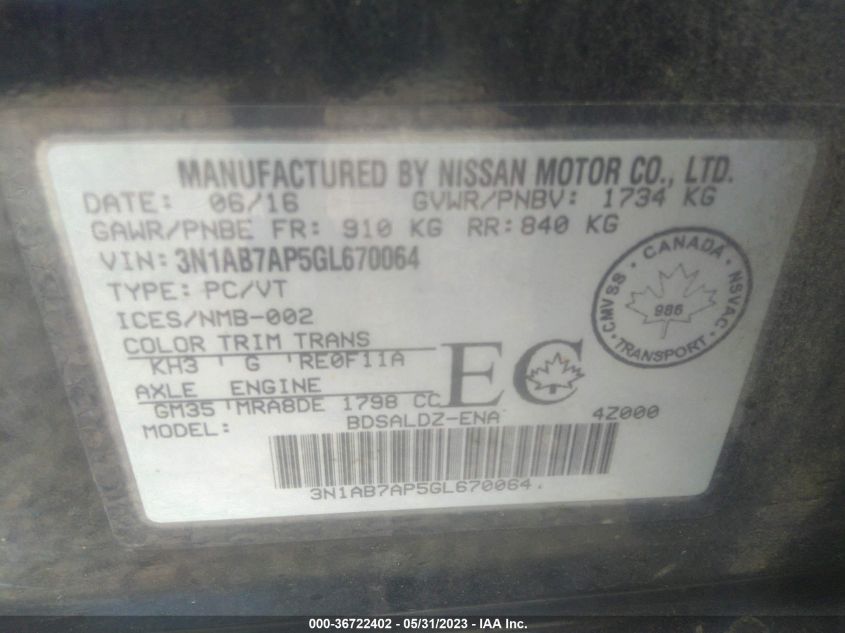 MANUFACTURED BY NISSAN MOTOR CO., LTD.
DATE: 06/16 GVWR/PNBV: 1734 KG
GAWR/PNBE FR: 910 KG RR: 840 KG
VIN: 3N1AB7AP5GL670064
TYPE: PC/VT
ICES/NMB-002
COLOR TRIM TRANS
KH3 G RE0F11A
AXLE ENGINE
GM35 MRA8DE 1798 CC
MODEL: BDSALDZ-ENA 4Z000
EC
CANADA
CMVSS NSVAC
986
TRANSPORT
3N1AB7AP5GL670064
000-36722402 - 05/31/2023 - IAA Inc.